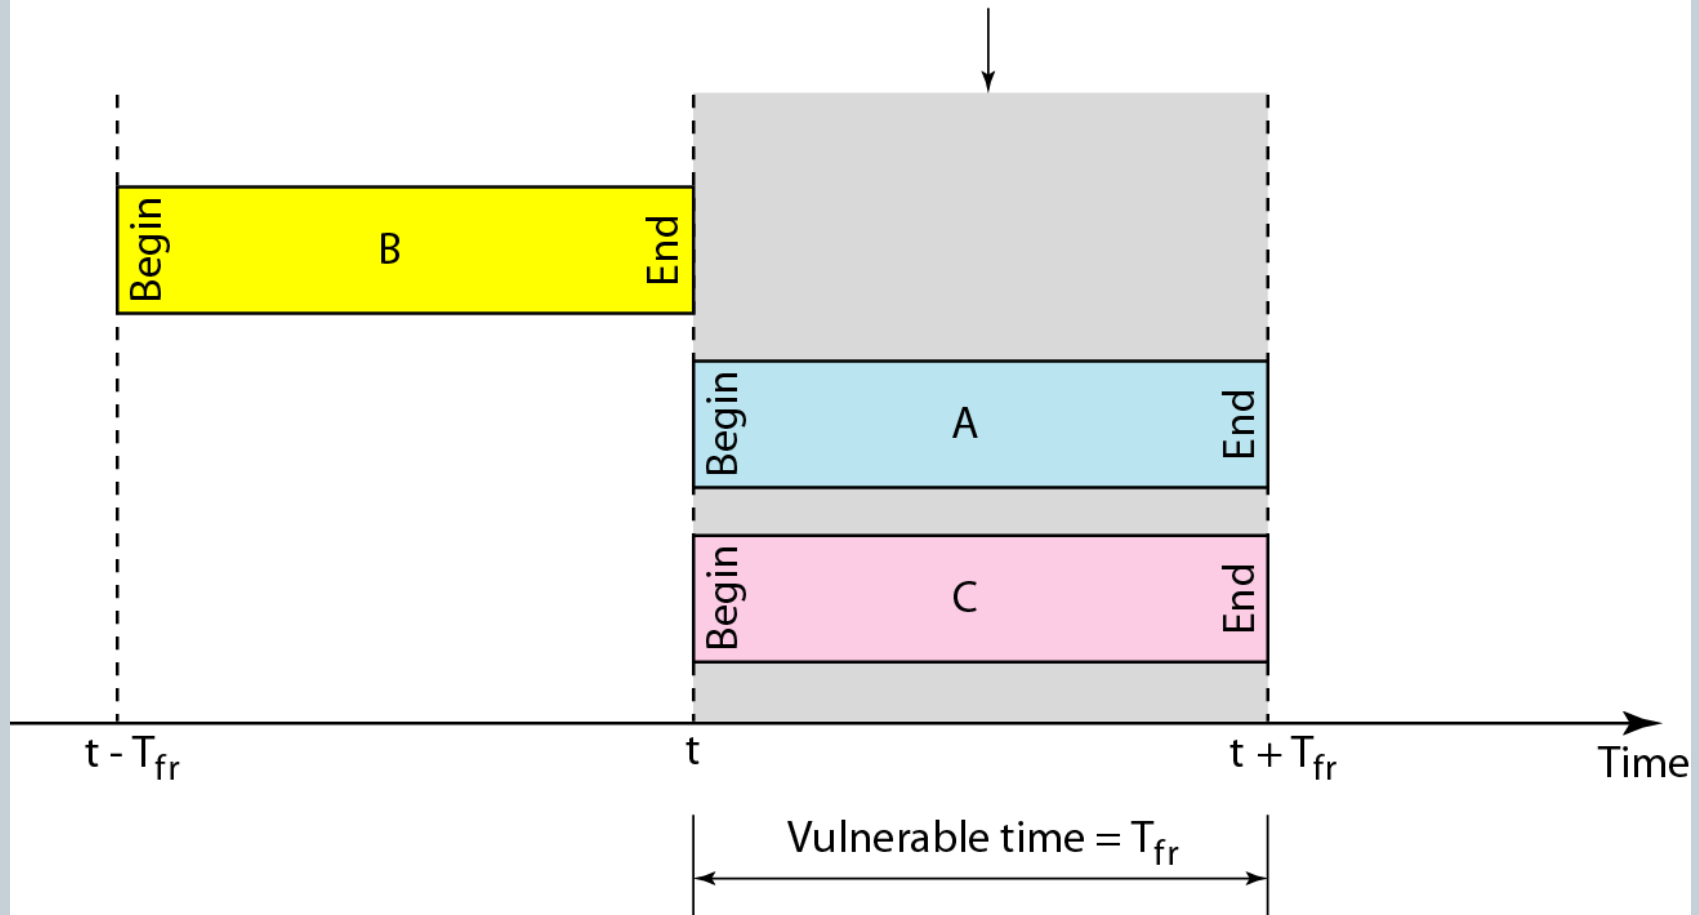 Begin
B
End
Begin
A
End
Begin
C
End
t - Tfr
t
t + Tfr
Time
Vulnerable time = Tfr